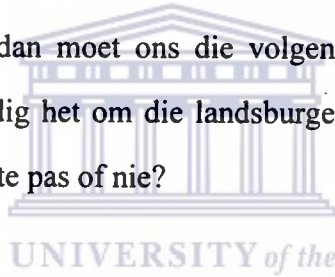 dan moet ons die volgen
dig het om die landsburge
te pas of nie?
UNIVERSITY of the